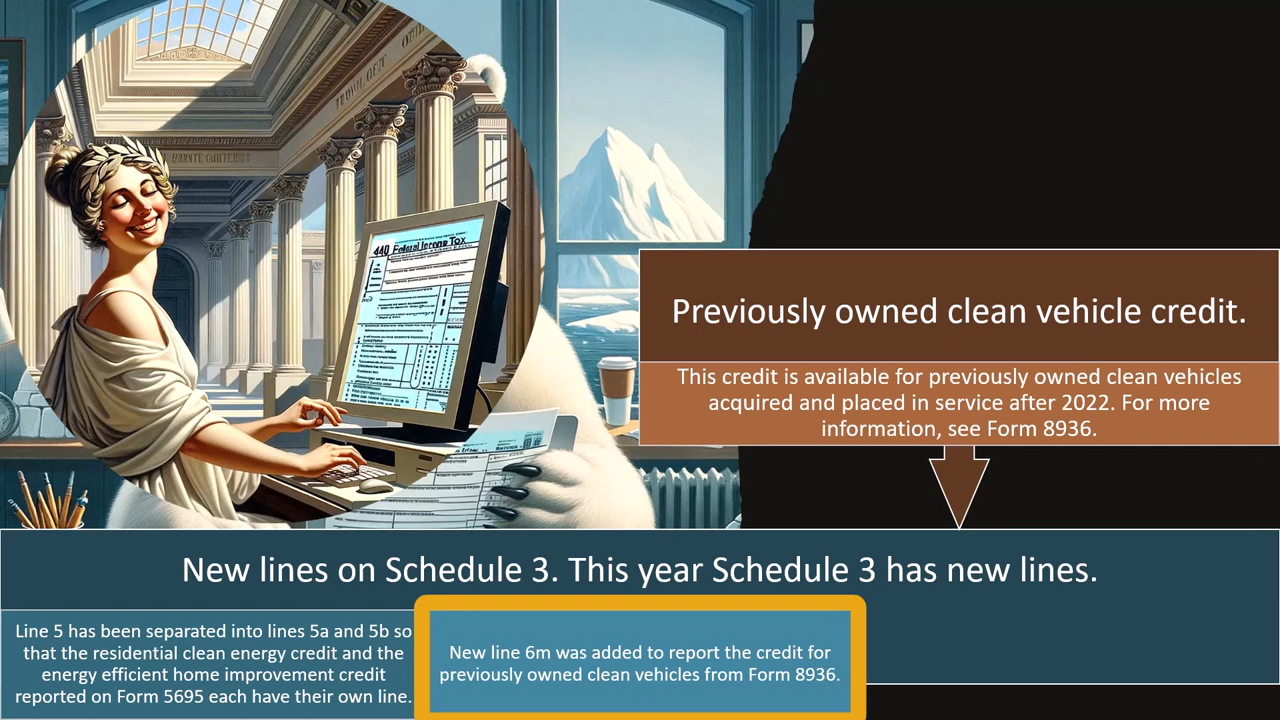 440 Federal Income Tax
Previously owned clean vehicle credit.
This credit is available for previously owned clean vehicles
acquired and placed in service after 2022. For more
information, see Form 8936.
New lines on Schedule 3. This year Schedule 3 has new lines.
Line 5 has been separated into lines 5a and 5b so
that the residential clean energy credit and the
energy efficient home improvement credit
reported on Form 5695 each have their own line.
New line 6m was added to report the credit for
previously owned clean vehicles from Form 8936.